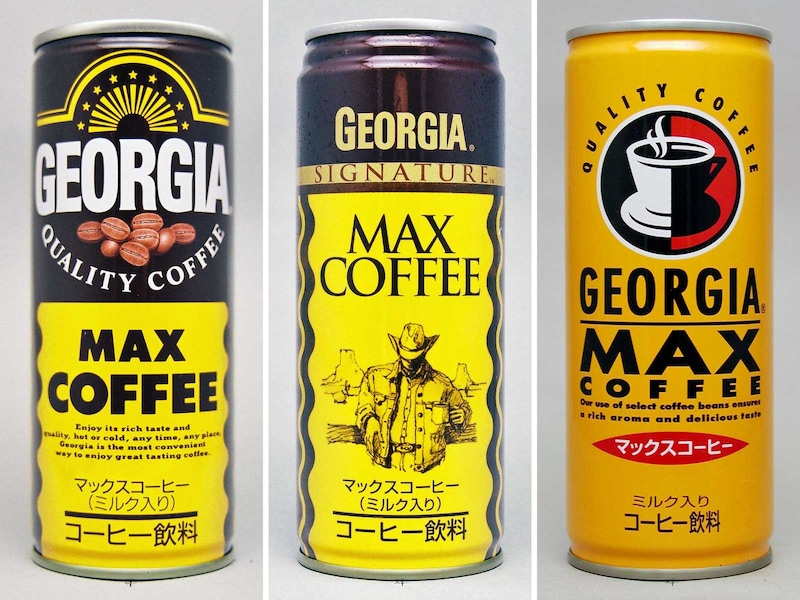 GEORGIA
QUALITY COFFEE
MAX
COFFEE
Enjoy its rich taste and
quality, hot or cold, any time, any place,
Georgia is the most convenient
way to enjoy great tasting coffee.
マックスコーヒー
(ミルク入り)
コーヒー飲料
GEORGIA®
SIGNATURE™
MAX
COFFEE
マックスコーヒー
(ミルク入り)
コーヒー飲料
QUALITY COFFEE
GEORGIA®
MAX
COFFEE
Our use of select coffee beans ensures
a rich aroma and delicious taste
マックスコーヒー
ミルク入り
コーヒー飲料